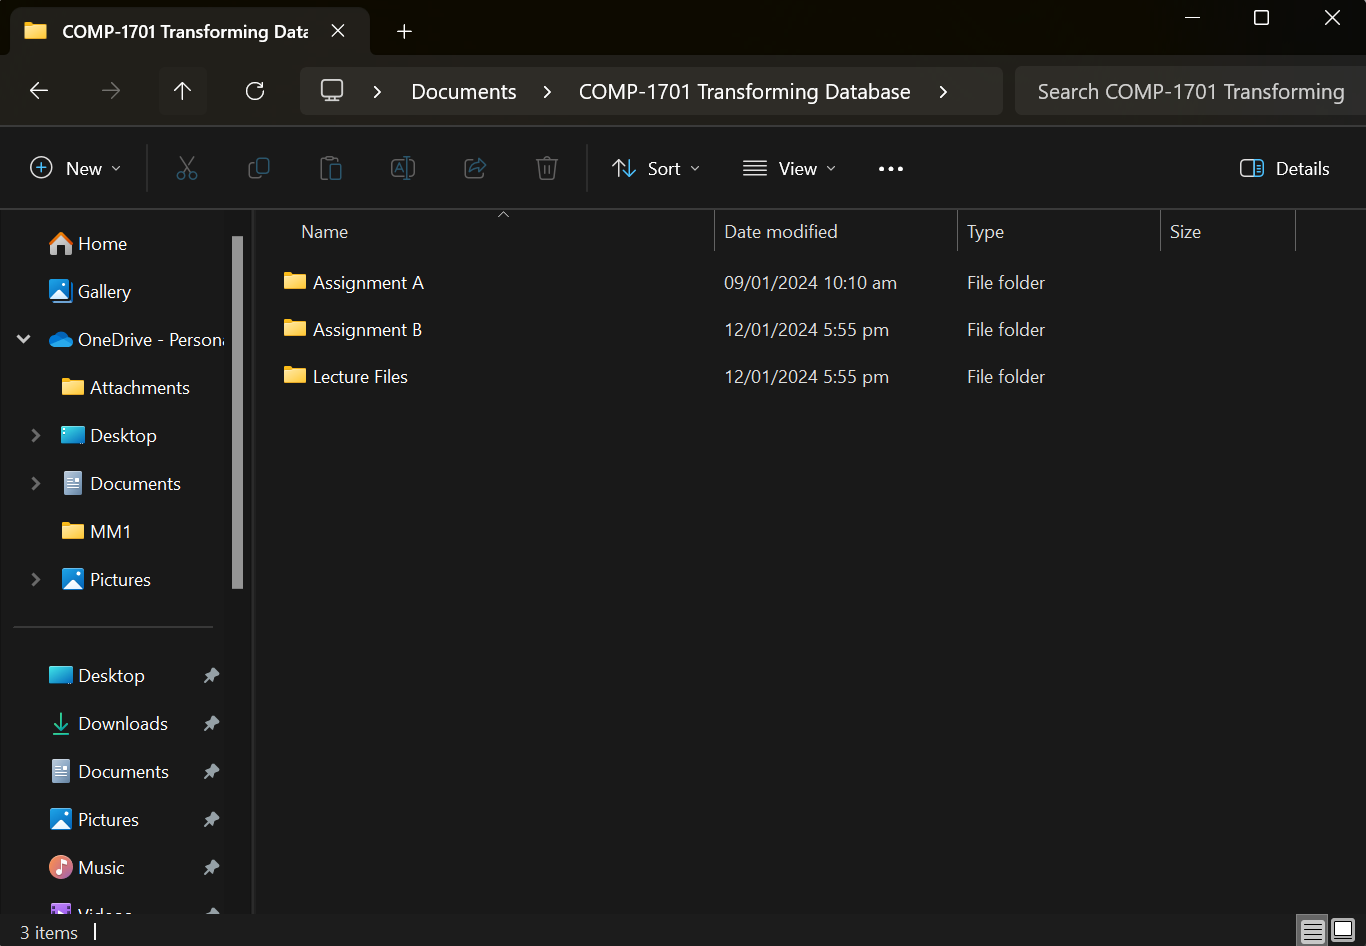 COMP-1701 Transforming Data
Documents > COMP-1701 Transforming Database >
Search COMP-1701 Transforming
New
Sort
View
Details
Name Date modified Type Size
Assignment A 09/01/2024 10:10 am File folder
Assignment B 12/01/2024 5:55 pm File folder
Lecture Files 12/01/2024 5:55 pm File folder
Home
Gallery
OneDrive - Persona
Attachments
Desktop
Documents
MM1
Pictures
Desktop
Downloads
Documents
Pictures
Music
Videos
3 items